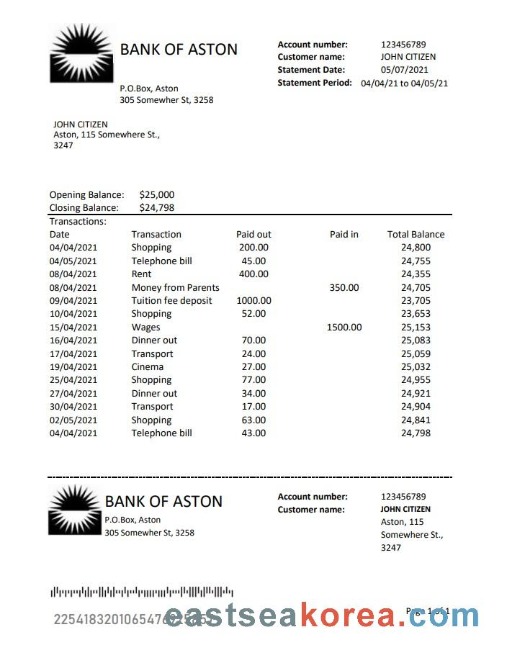 BANK OF ASTON
P.O.Box, Aston
305 Somewher St, 3258
Account number: 123456789
Customer name: JOHN CITIZEN
Statement Date: 05/07/2021
Statement Period: 04/04/21 to 04/05/21
JOHN CITIZEN
Aston, 115 Somewhere St.,
3247
Opening Balance: $25,000
Closing Balance: $24,798
Transactions:
Date Transaction Paid out Paid in Total Balance
04/04/2021 Shopping 200.00 24,800
04/05/2021 Telephone bill 45.00 24,755
08/04/2021 Rent 400.00 24,355
08/04/2021 Money from Parents 350.00 24,705
09/04/2021 Tuition fee deposit 1000.00 23,705
10/04/2021 Shopping 52.00 23,653
15/04/2021 Wages 1500.00 25,153
16/04/2021 Dinner out 70.00 25,083
17/04/2021 Transport 24.00 25,059
19/04/2021 Cinema 27.00 25,032
25/04/2021 Shopping 77.00 24,955
27/04/2021 Dinner out 34.00 24,921
30/04/2021 Transport 17.00 24,904
02/05/2021 Shopping 63.00 24,841
04/04/2021 Telephone bill 43.00 24,798
BANK OF ASTON
P.O.Box, Aston
305 Somewher St, 3258
Account number: 123456789
Customer name: JOHN CITIZEN
Aston, 115
Somewhere St.,
3247
Page 1 of 1
eastseakorea.com